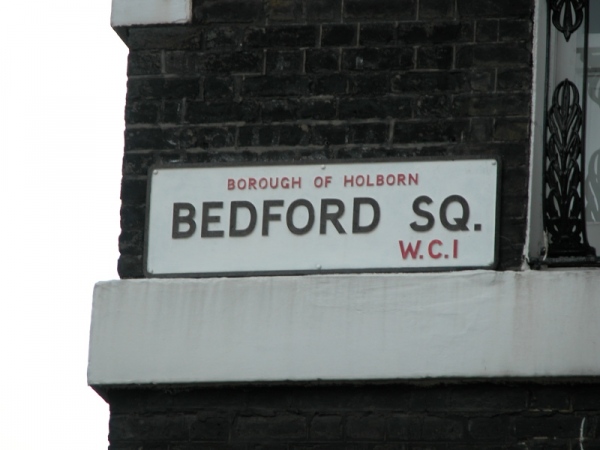 BOROUGH OF HOLBORN
BEDFORD SQ.
W.C.1